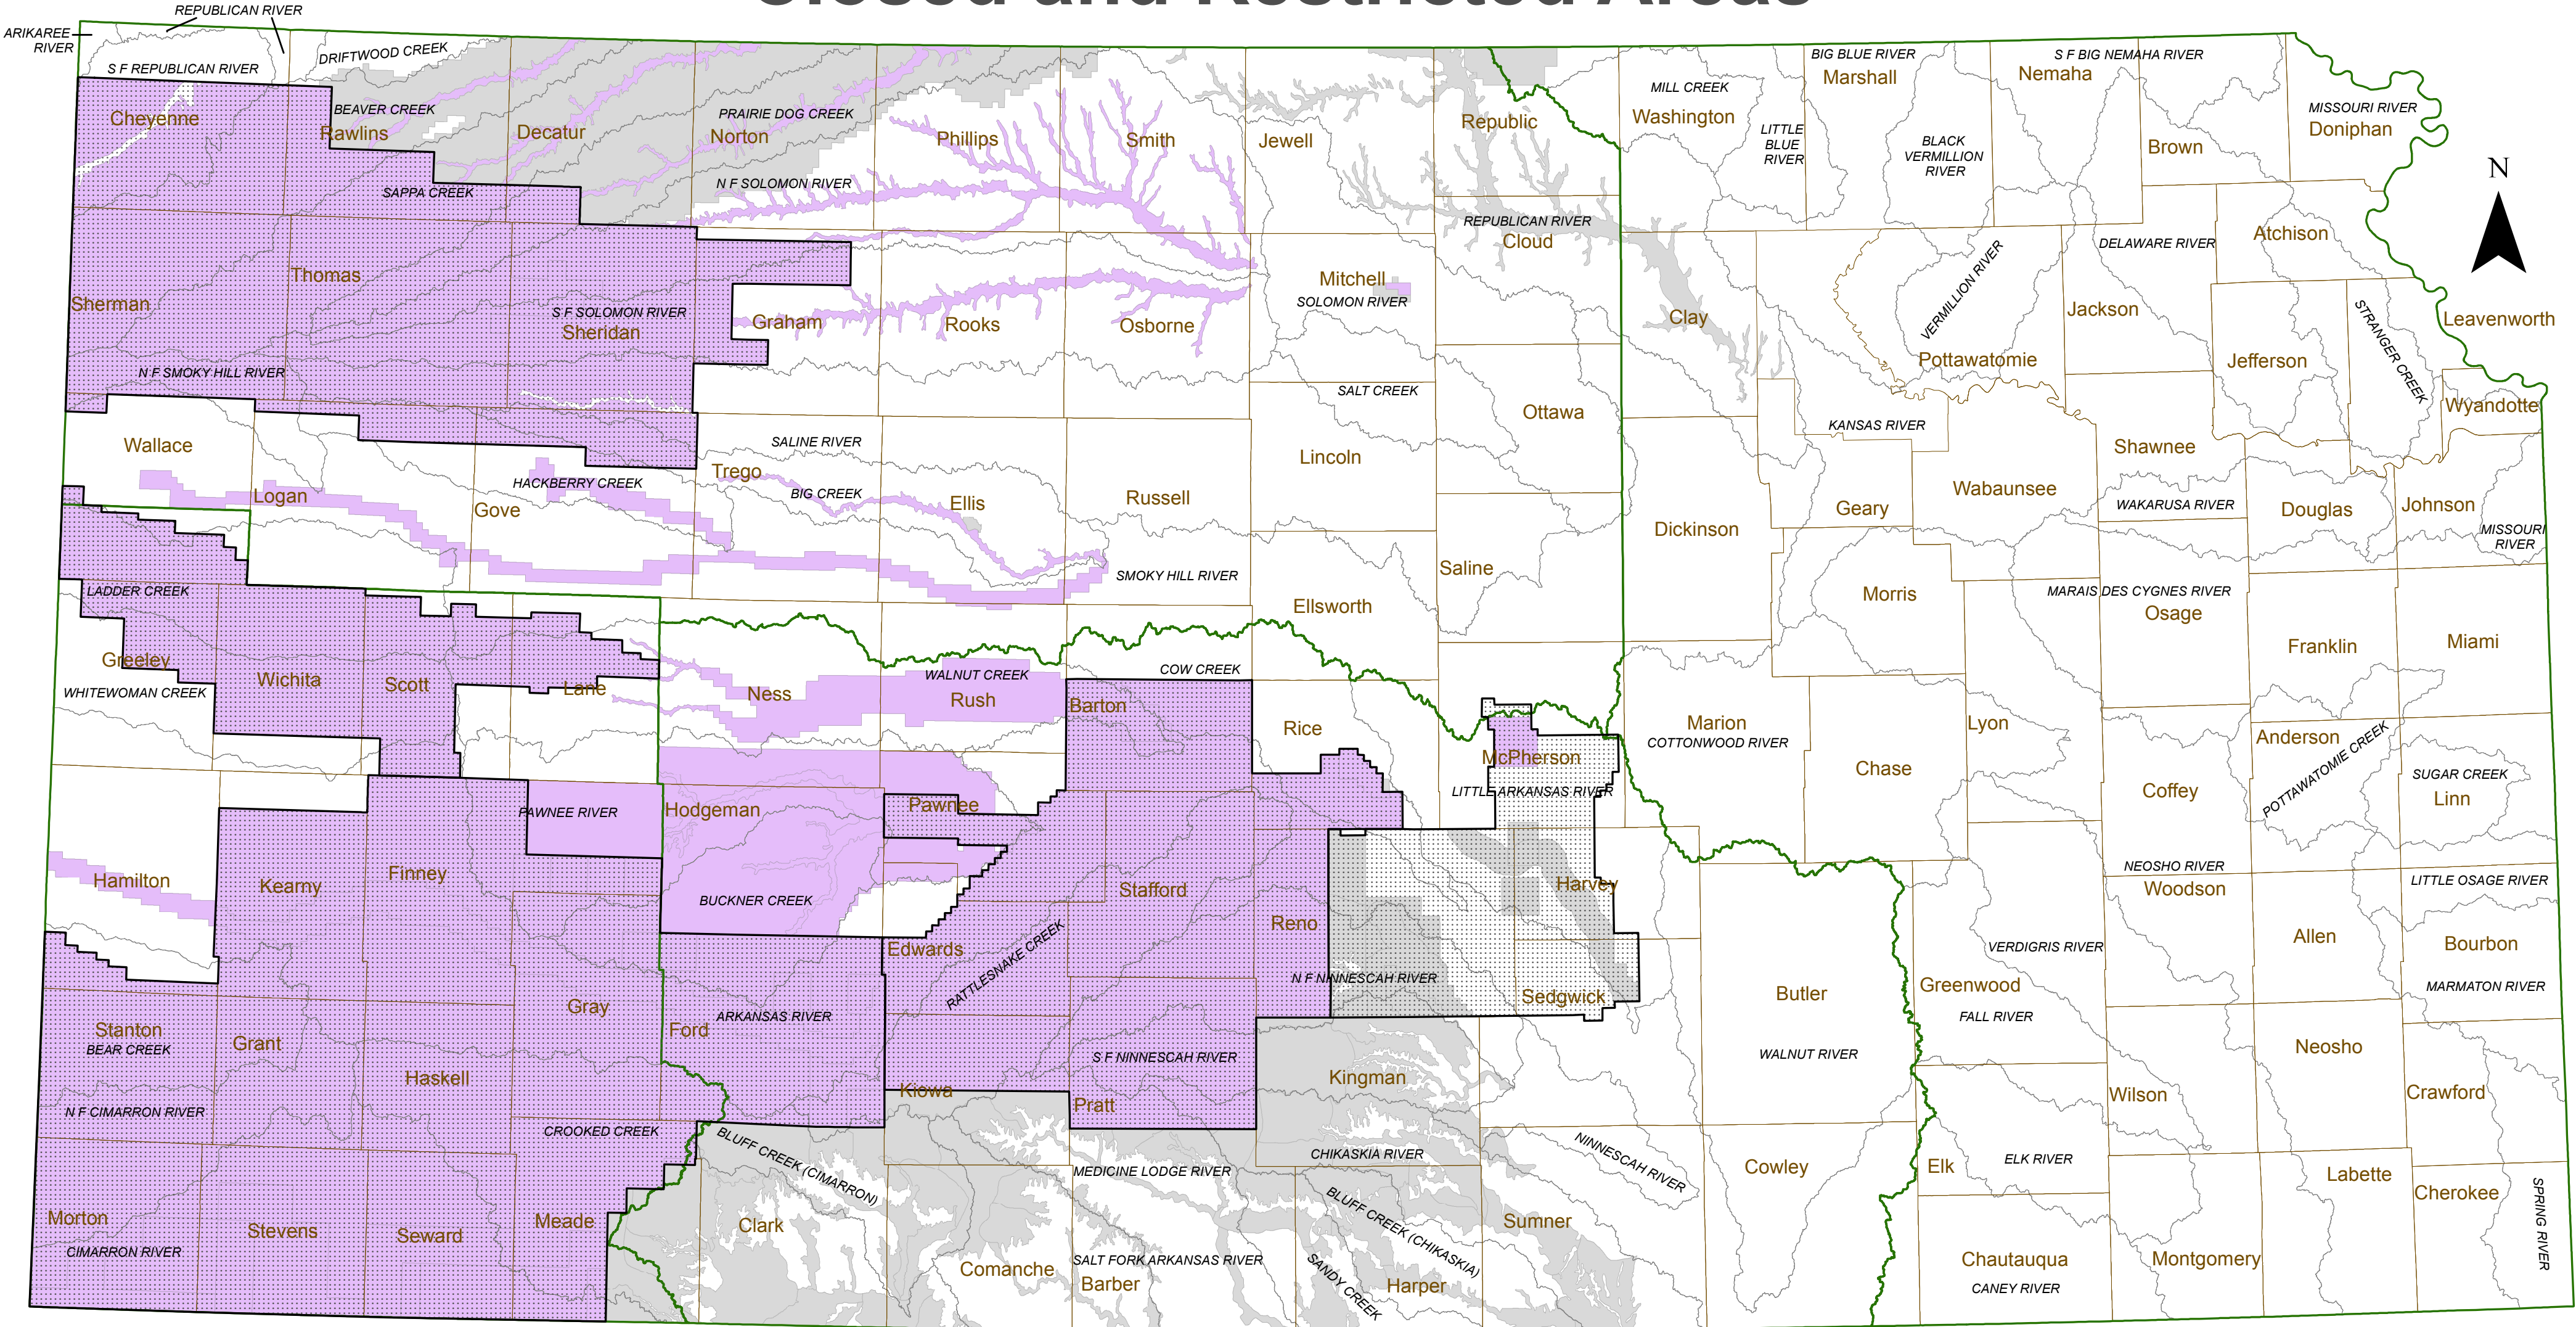 Closed and Restricted Areas
REPUBLICAN RIVER
ARIKAREE
RIVER
S F REPUBLICAN RIVER
DRIFTWOOD CREEK
BIG BLUE RIVER
S F BIG NEMAHA RIVER
Cheyenne
Rawlins
BEAVER CREEK
Decatur
PRAIRIE DOG CREEK
Norton
Phillips
Smith
Jewell
Republic
MILL CREEK
Washington
Marshall
Nemaha
LITTLE
BLUE
RIVER
BLACK
VERMILLION
RIVER
Brown
MISSOURI RIVER
Doniphan
N
SAPPA CREEK
N F SOLOMON RIVER
REPUBLICAN RIVER
Cloud
DELAWARE RIVER
Atchison
Sherman
Thomas
S F SOLOMON RIVER
Sheridan
Graham
Rooks
Osborne
Mitchell
SOLOMON RIVER
Clay
VERMILLION RIVER
Pottawatomie
Jackson
Jefferson
STRANGER CREEK
Leavenworth
Wyandotte
N F SMOKY HILL RIVER
SALT CREEK
Ottawa
KANSAS RIVER
Shawnee
Wallace
Logan
HACKBERRY CREEK
Gove
SALINE RIVER
Trego
BIG CREEK
Ellis
Russell
Lincoln
Dickinson
Geary
Wabaunsee
WAKARUSA RIVER
Douglas
Johnson
MISSOURI
RIVER
SMOKY HILL RIVER
Saline
LADDER CREEK
Ellsworth
Morris
MARAIS DES CYGNES RIVER
Osage
Franklin
Miami
Greeley
WHITEWOMAN CREEK
Wichita
Scott
Lane
Ness
WALNUT CREEK
Rush
COW CREEK
Barton
Rice
McPherson
LITTLE ARKANSAS RIVER
Marion
COTTONWOOD RIVER
Chase
Lyon
Coffey
Anderson
POTTAWATOMIE CREEK
SUGAR CREEK
Linn
PAWNEE RIVER
Hodgeman
Pawnee
Hamilton
Kearny
Finney
BUCKNER CREEK
Stafford
Reno
Harvey
NEOSHO RIVER
Woodson
LITTLE OSAGE RIVER
Edwards
RATTLESNAKE CREEK
N F NINNESCAH RIVER
Sedgwick
Butler
Greenwood
VERDIGRIS RIVER
FALL RIVER
Allen
Bourbon
MARMATON RIVER
Stanton
BEAR CREEK
Grant
Gray
Ford
ARKANSAS RIVER
Haskell
S F NINNESCAH RIVER
Kiowa
Pratt
Kingman
WALNUT RIVER
Neosho
Wilson
Crawford
N F CIMARRON RIVER
CROOKED CREEK
BLUFF CREEK (CIMARRON)
MEDICINE LODGE RIVER
CHIKASKIA RIVER
NINNESCAH RIVER
Cowley
Elk
ELK RIVER
Labette
Cherokee
SPRING RIVER
Morton
CIMARRON RIVER
Stevens
Seward
Meade
Clark
Comanche
SALT FORK ARKANSAS RIVER
Barber
BLUFF CREEK (CHIKASKIA)
SANDY CREEK
Harper
Sumner
Chautauqua
CANEY RIVER
Montgomery